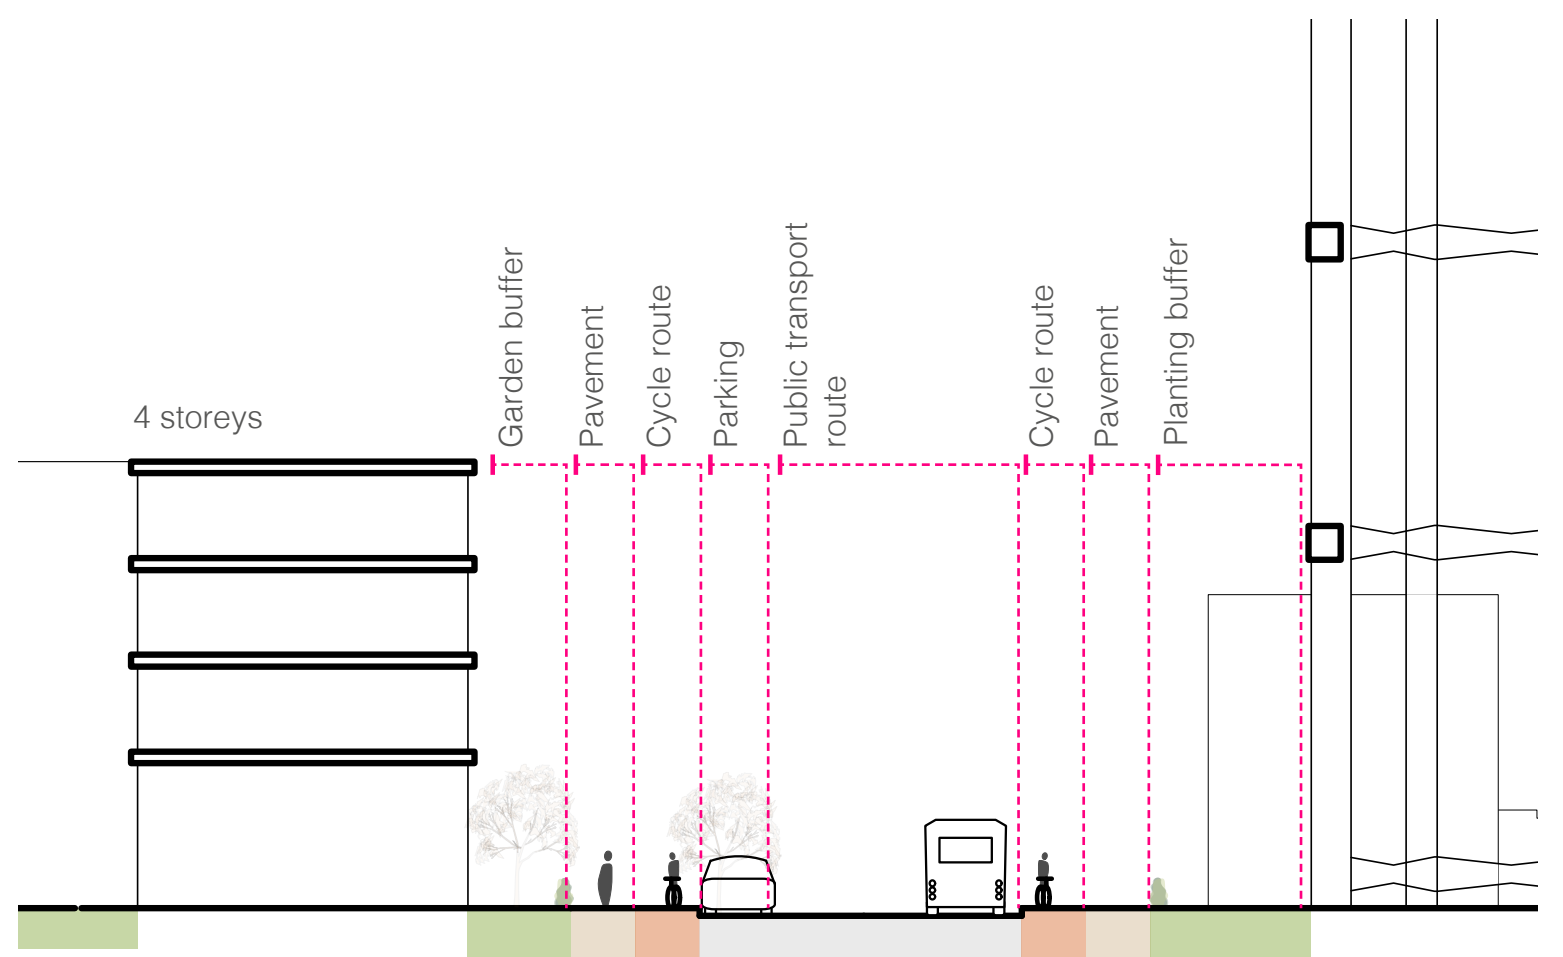 4 storeys
Garden buffer
Pavement
Cycle route
Parking
Public transport
route
Cycle route
Pavement
Planting buffer